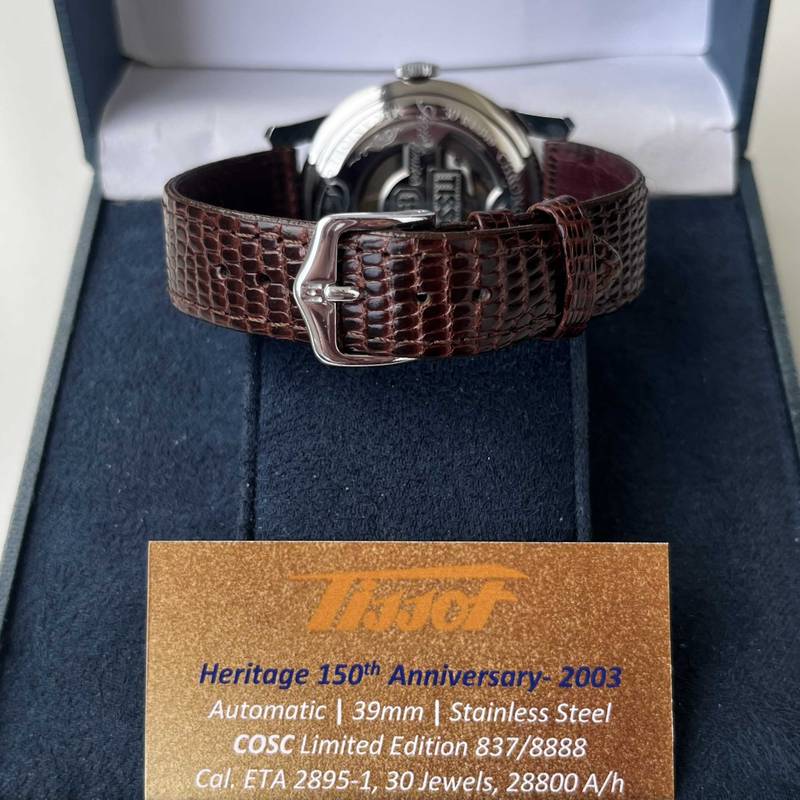 Tissot
Heritage 150th Anniversary- 2003
Automatic | 39mm | Stainless Steel
COSC Limited Edition 837/8888
Cal. ETA 2895-1, 30 Jewels, 28800 A/h